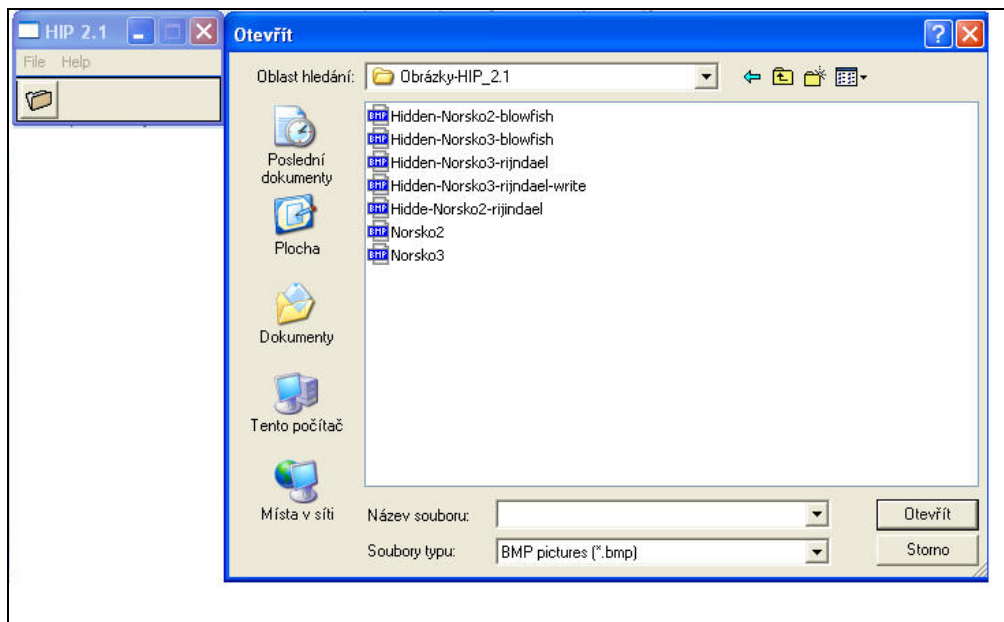 HIP 2.1
File Help
Otevřít
Oblast hledání: Obrázky-HIP_2.1
Poslední
dokumenty
Plocha
Dokumenty
Tento počítač
Místa v síti
Hidden-Norsko2-blowfish
Hidden-Norsko3-blowfish
Hidden-Norsko3-rijndael
Hidden-Norsko3-rijndael-write
Hidde-Norsko2-rijindael
Norsko2
Norsko3
Název souboru:
Otevřít
Soubory typu: BMP pictures (*.bmp)
Storno